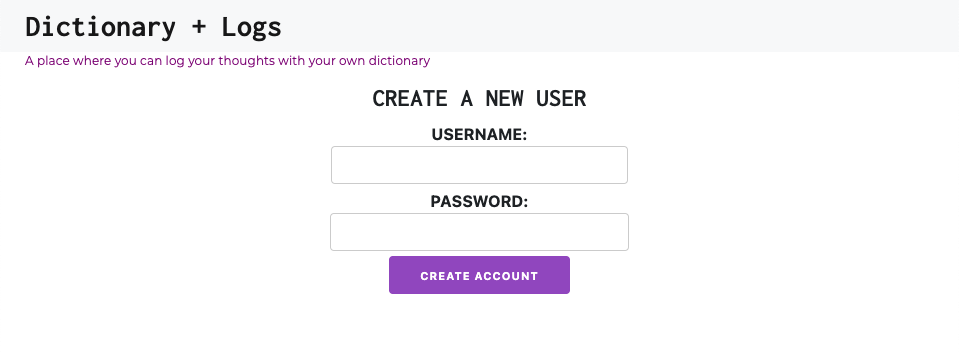 Dictionary + Logs
A place where you can log your thoughts with your own dictionary
CREATE A NEW USER
USERNAME:
PASSWORD:
CREATE ACCOUNT